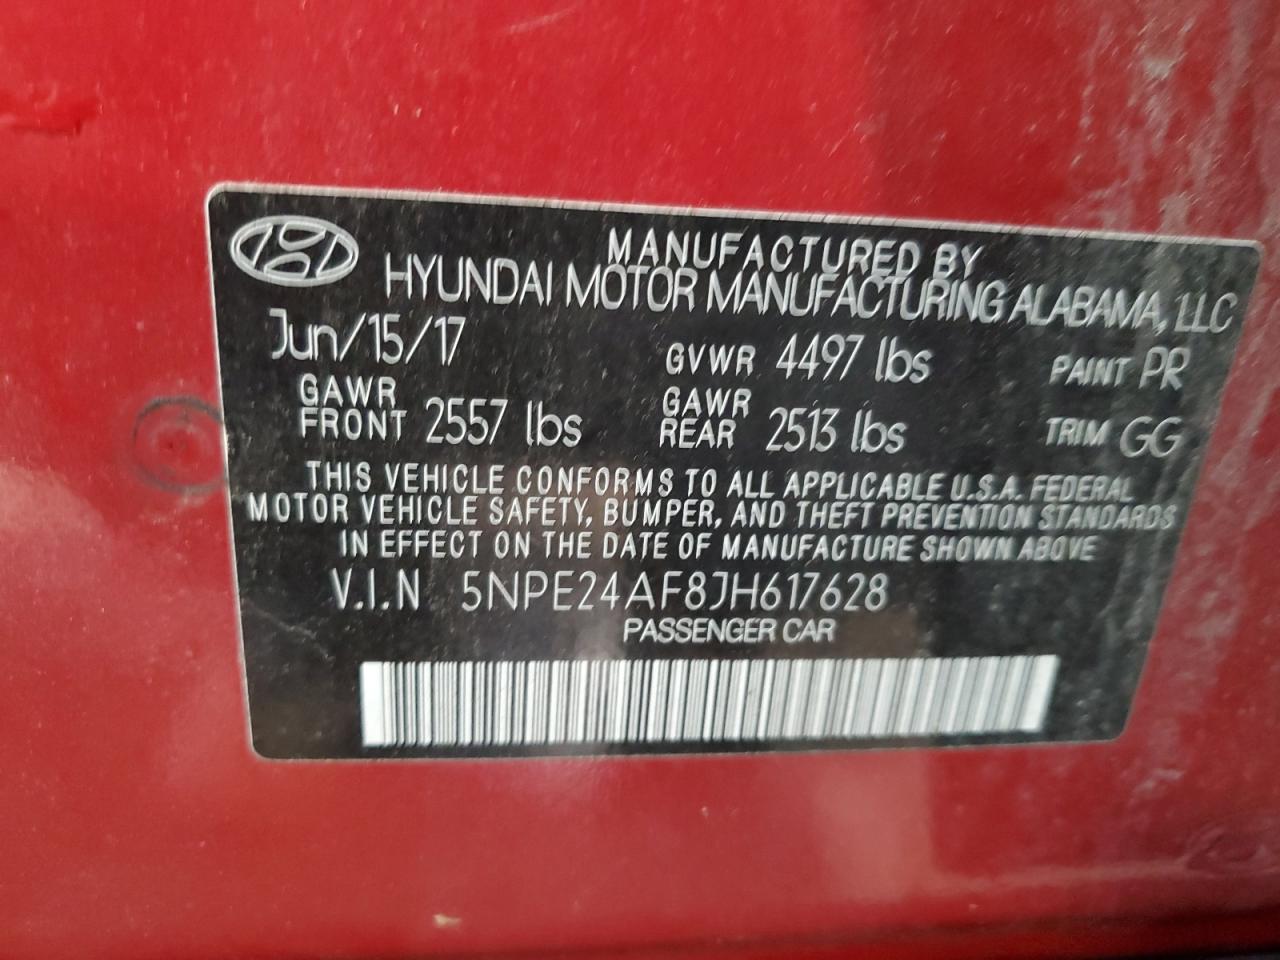 MANUFACTURED BY
HYUNDAI MOTOR MANUFACTURING ALABAMA, LLC
Jun/15/17 GVWR 4497 lbs PAINT PR
GAWR FRONT 2557 lbs GAWR REAR 2513 lbs TRIM GG
THIS VEHICLE CONFORMS TO ALL APPLICABLE U.S.A. FEDERAL
MOTOR VEHICLE SAFETY, BUMPER, AND THEFT PREVENTION STANDARDS
IN EFFECT ON THE DATE OF MANUFACTURE SHOWN ABOVE
V.I.N 5NPE24AF8JH617628
PASSENGER CAR